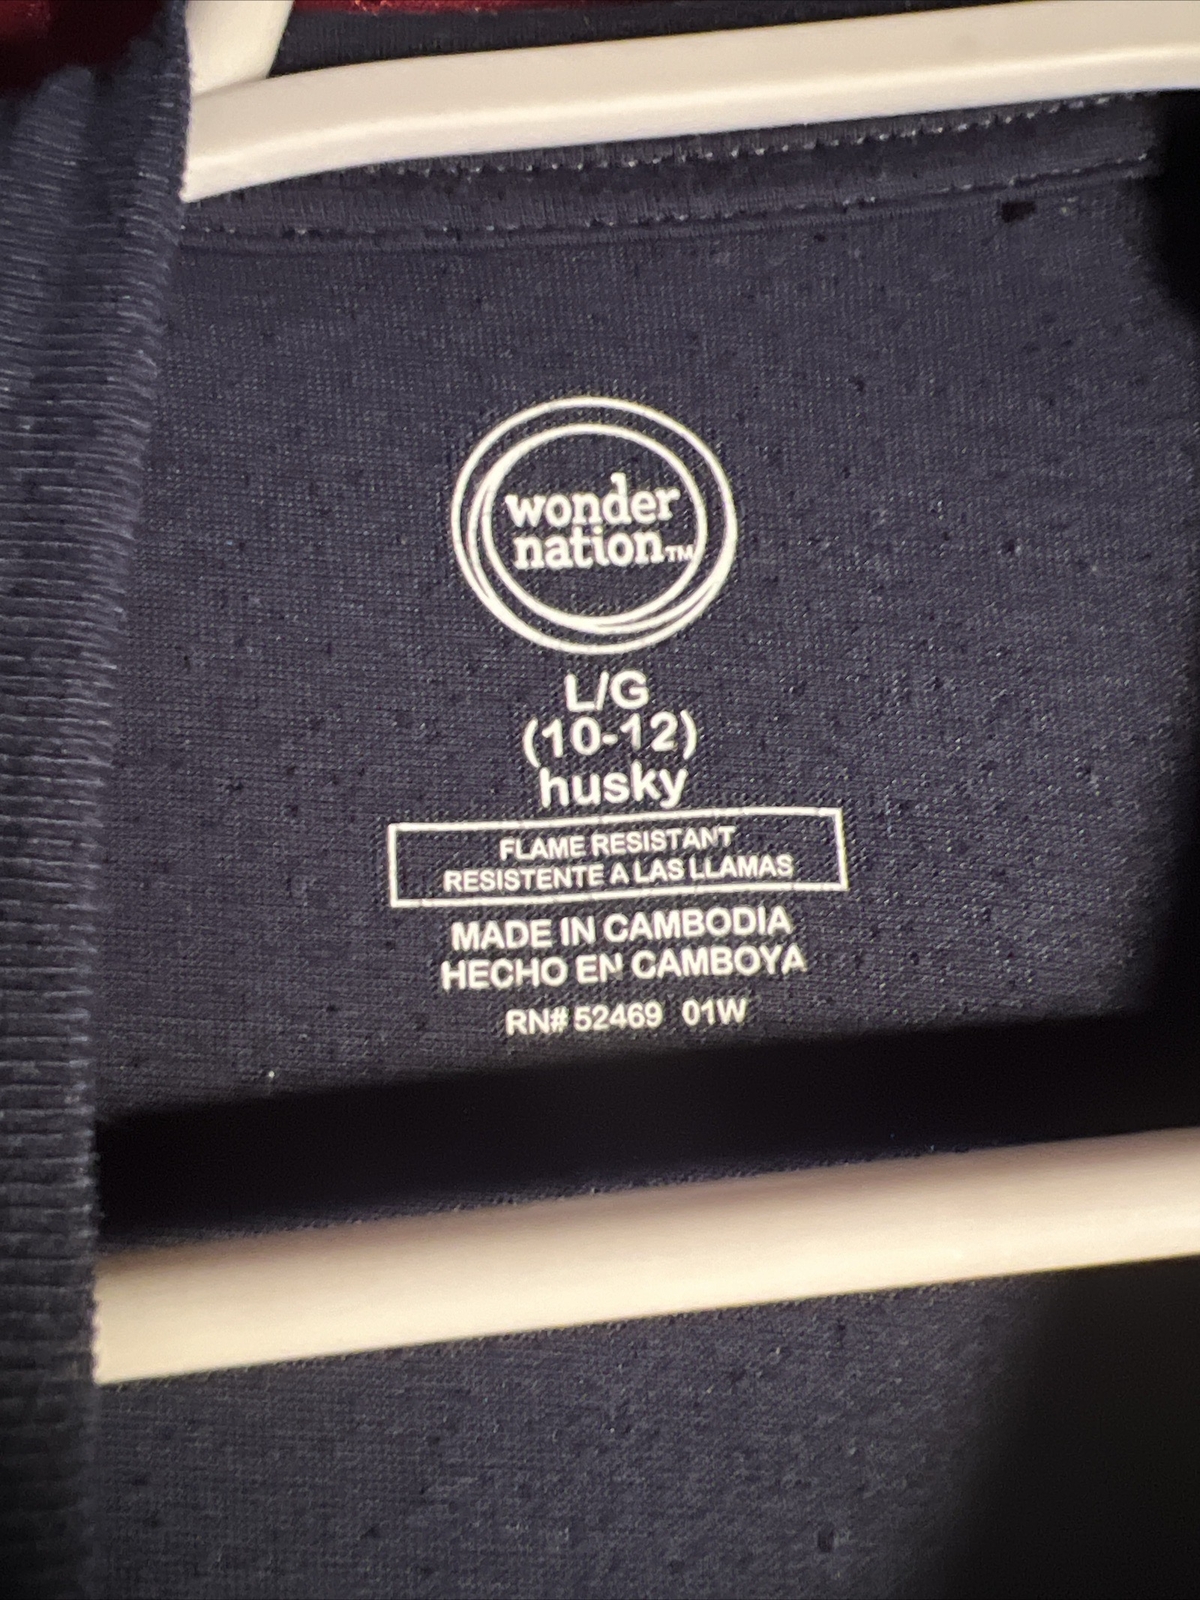 wonder
nation™
L/G
(10-12)
husky
FLAME RESISTANT
RESISTENTE A LAS LLAMAS
MADE IN CAMBODIA
HECHO EN CAMBOYA
RN# 52469 01W